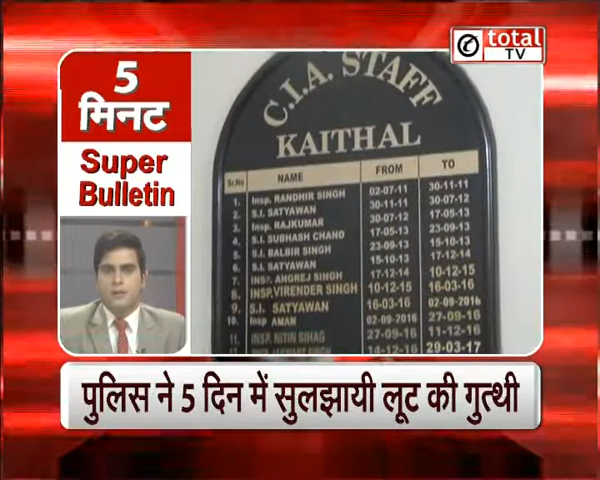 total
TV
5
मिनट
Super
Bulletin
C.I.A. STAFF
KAITHAL
Sr.No NAME FROM TO
1. Insp. RANDHIR SINGH 02-07-11 30-11-11
2. S.I. SATYAWAN 30-11-11 30-07-12
3. Insp. RAJKUMAR 30-07-12 17-05-13
4. S.I. SUBHASH CHAND 17-05-13 23-09-13
5. S.I. BALBIR SINGH 23-09-13 15-10-13
6. S.I. SATYAWAN 15-10-13 17-12-14
7. INSP. ANGREJ SINGH 17-12-14 10-12-15
8. INSP. VIRENDER SINGH 10-12-15 16-03-16
9. S.I. SATYAWAN 16-03-16 02-09-2016
10. Insp AMAN 02-09-2016 27-09-16
11. INSP. NITIN SIHAG 27-09-16 11-12-16
12-16 29-03-17
पुलिस ने 5 दिन में सुलझायी लूट की गुत्थी